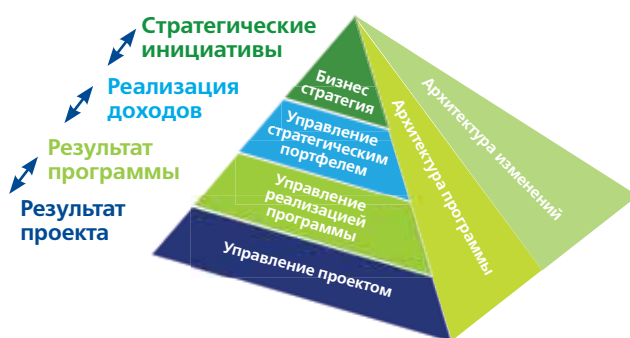 Стратегические
инициативы
Реализация
доходов
Результат
программы
Результат
проекта
Бизнес
стратегия
Управление
стратегическим
портфелем
Управление
реализацией
программы
Управление проектом
Архитектура программы
Архитектура изменений